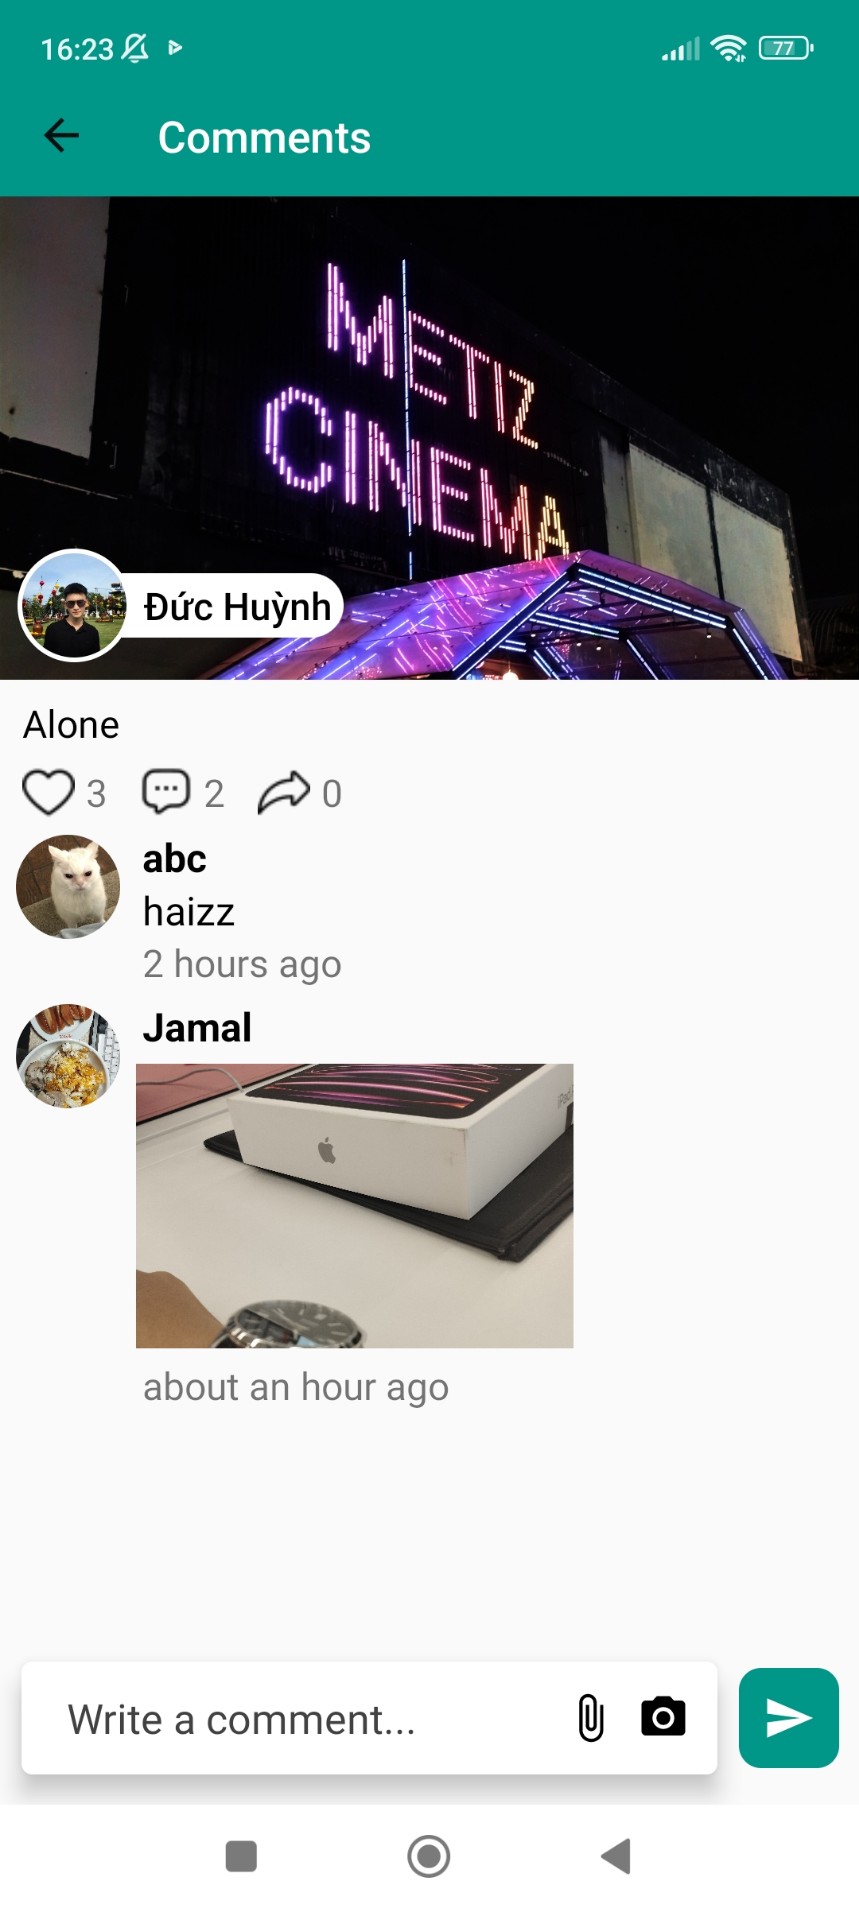 16:23
77
Comments
METIZ
CINEMA
Đức Huỳnh
Alone
3
2
0
abc
haizz
2 hours ago
Jamal
about an hour ago
Write a comment...